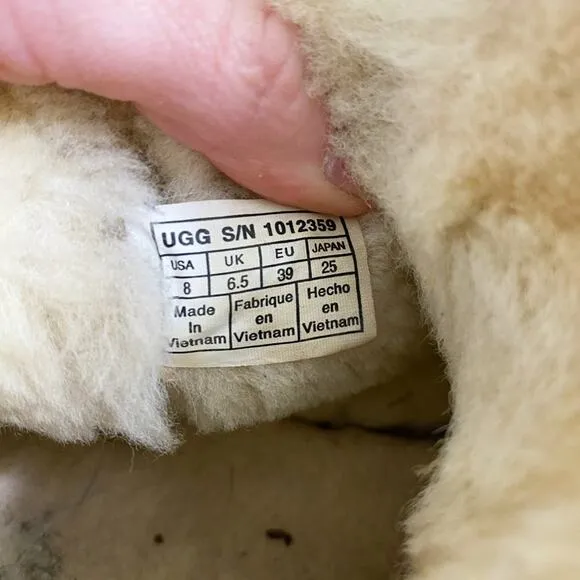 UGG S/N 1012359
USA UK EU JAPAN
8 6.5 39 25
Made Fabrique Hecho
In en en
Vietnam Vietnam Vietnam